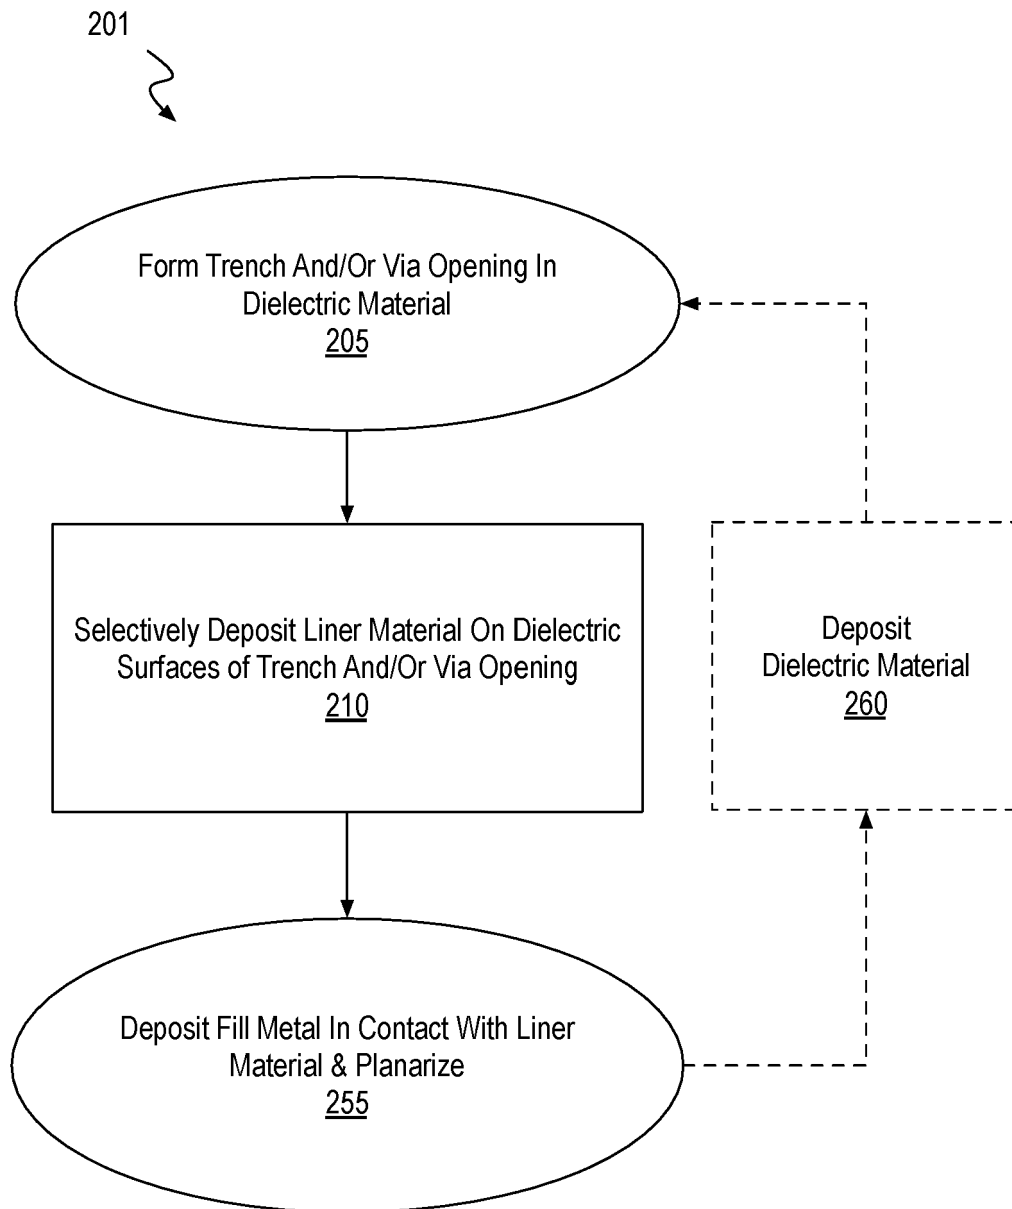 201
Form Trench And/Or Via Opening In
Dielectric Material
205
Selectively Deposit Liner Material On Dielectric
Surfaces of Trench And/Or Via Opening
210
Deposit
Dielectric Material
260
Deposit Fill Metal In Contact With Liner
Material & Planarize
255